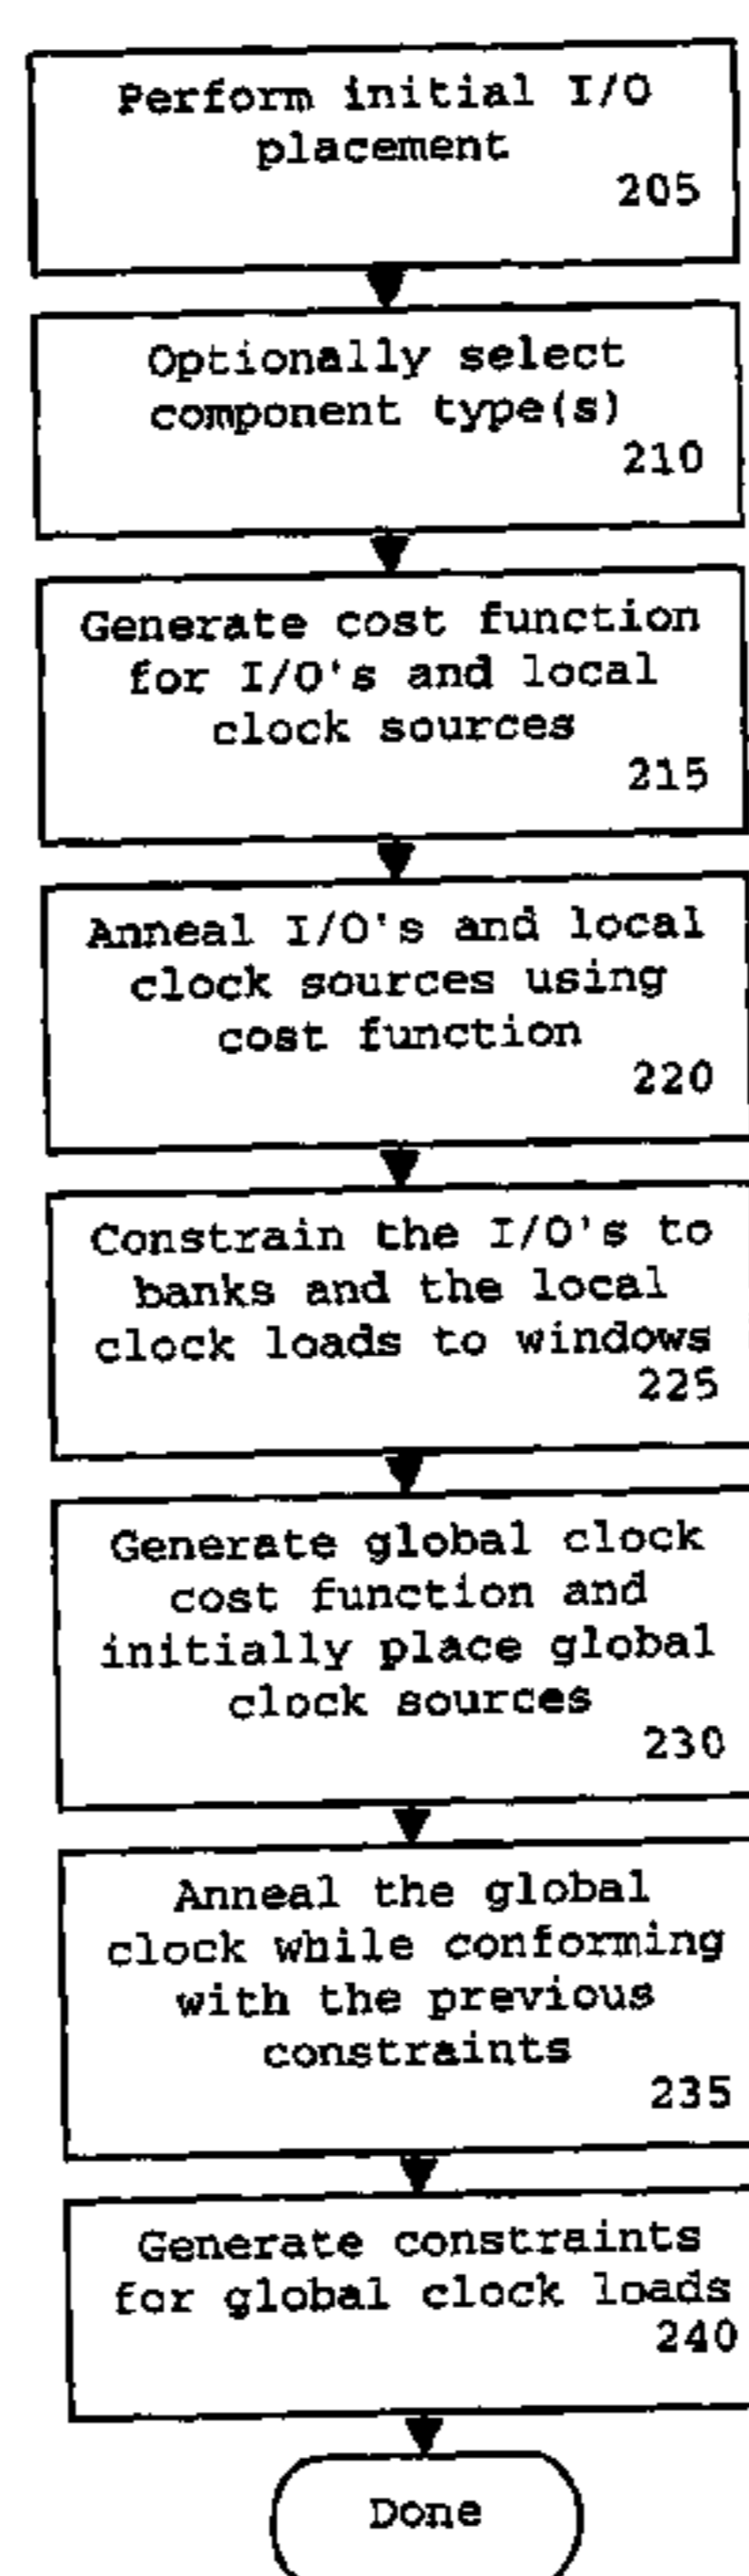 Perform initial I/O
placement
205
Optionally select
component type(s)
210
Generate cost function
for I/O's and local
clock sources
215
Anneal I/O's and local
clock sources using
cost function
220
Constrain the I/O's to
banks and the local
clock loads to windows
225
Generate global clock
cost function and
initially place global
clock sources
230
Anneal the global
clock while conforming
with the previous
constraints
235
Generate constraints
for global clock loads
240
Done